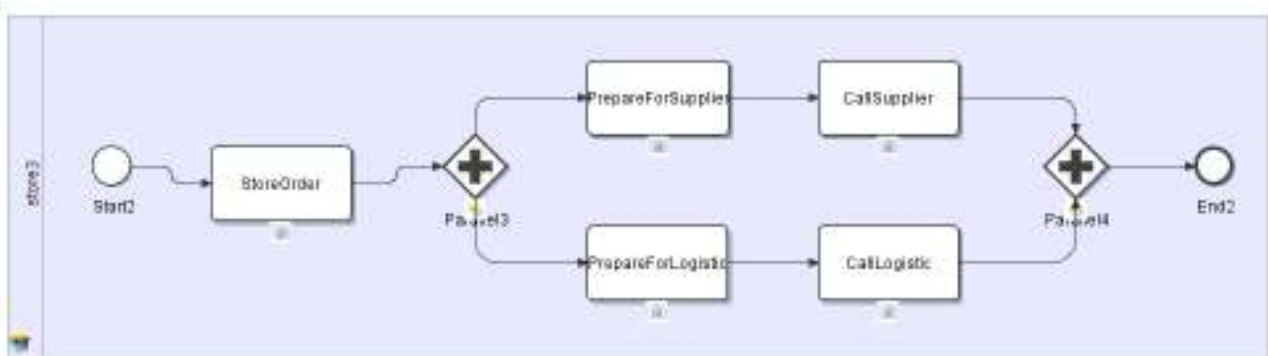 store3
Start2
StoreOrder
Parallel3
PrepareForSupplier
CallSupplier
PrepareForLogistic
CallLogistic
Parallel4
End2